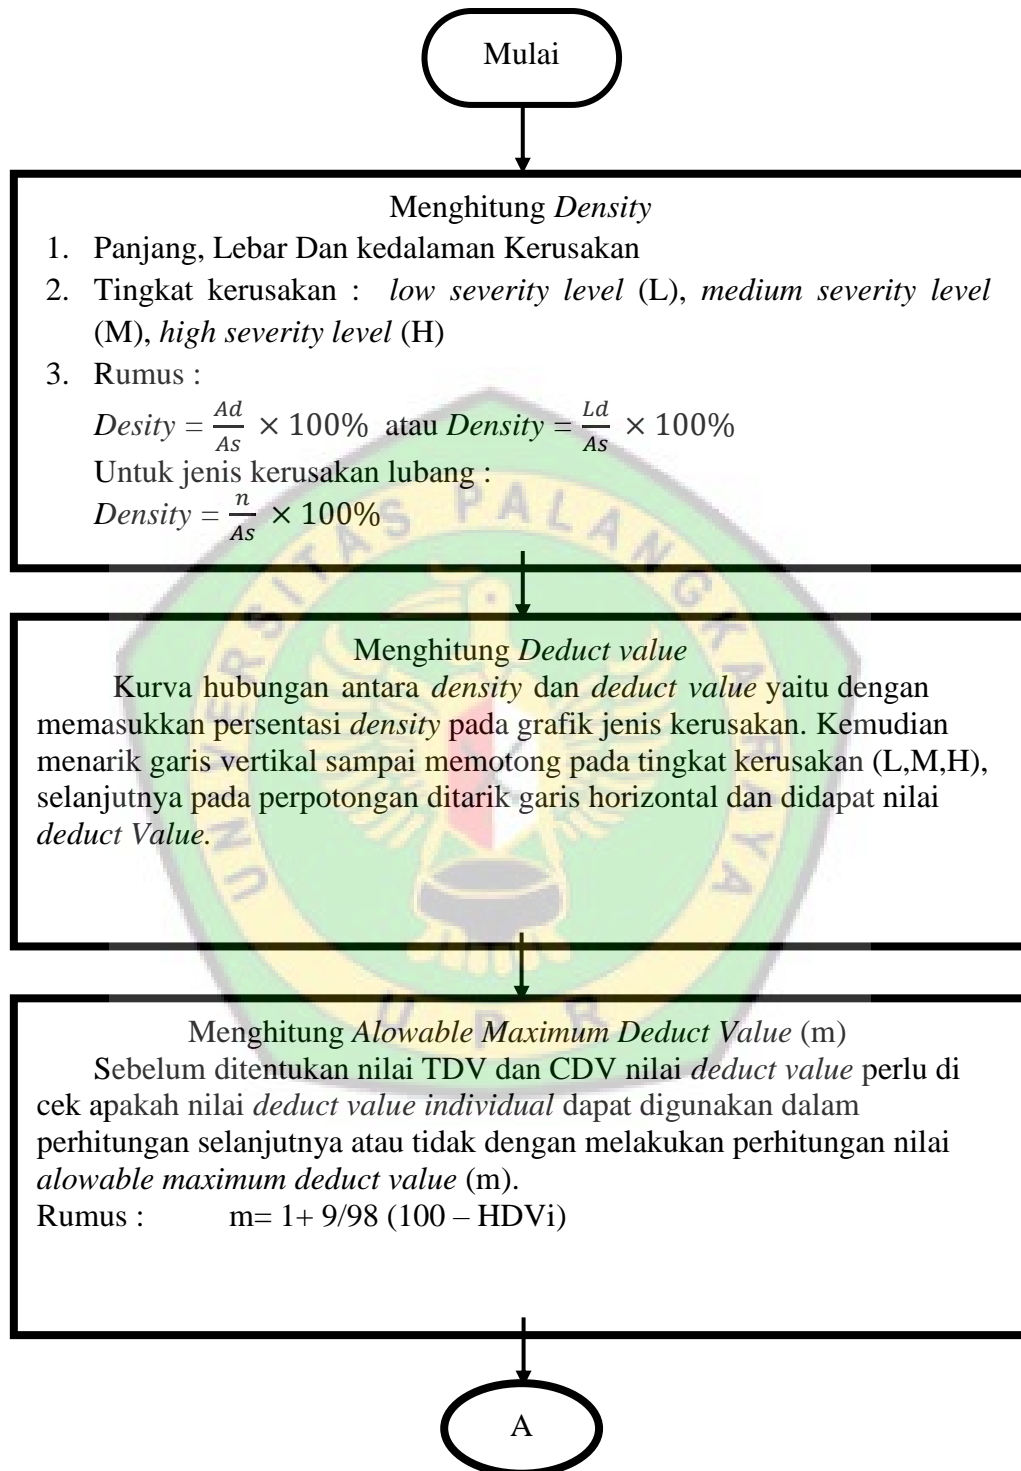 Mulai
Menghitung Density
1. Panjang, Lebar Dan kedalaman Kerusakan
2. Tingkat kerusakan : low severity level (L), medium severity level
(M), high severity level (H)
3. Rumus :
Desity = Ad/As × 100% atau Density = Ld/As × 100%
Untuk jenis kerusakan lubang :
Density = n/As × 100%
Menghitung Deduct value
Kurva hubungan antara density dan deduct value yaitu dengan
memasukkan persentasi density pada grafik jenis kerusakan. Kemudian
menarik garis vertikal sampai memotong pada tingkat kerusakan (L,M,H),
selanjutnya pada perpotongan ditarik garis horizontal dan didapat nilai
deduct Value.
Menghitung Alowable Maximum Deduct Value (m)
Sebelum ditentukan nilai TDV dan CDV nilai deduct value perlu di
cek apakah nilai deduct value individual dapat digunakan dalam
perhitungan selanjutnya atau tidak dengan melakukan perhitungan nilai
alowable maximum deduct value (m).
Rumus : m= 1+ 9/98 (100 – HDVi)
A
UNIVERSITAS PALANGKA RAYA
UPR